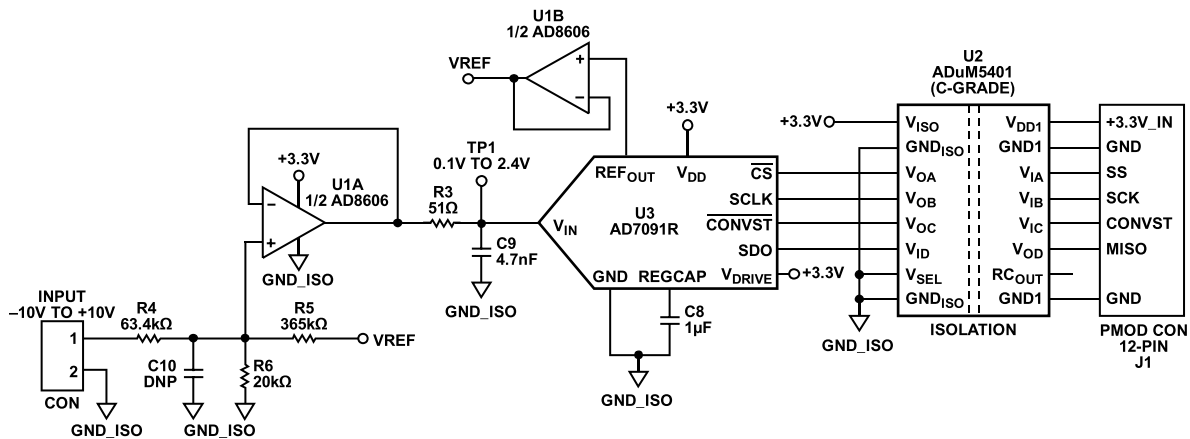 U1B
1/2 AD8606
VREF
+
–
+3.3V
TP1
0.1V TO 2.4V
+3.3V
U1A
1/2 AD8606
–
+
GND_ISO
R3
51Ω
C9
4.7nF
GND_ISO
INPUT
–10V TO +10V
1
2
CON
GND_ISO
R4
63.4kΩ
C10
DNP
GND_ISO
R5
365kΩ
VREF
R6
20kΩ
REFOUT
VDD
CS
SCLK
CONVST
SDO
VDRIVE
+3.3V
VIN
U3
AD7091R
GND
REGCAP
C8
1µF
GND_ISO
U2
ADuM5401
(C-GRADE)
+3.3V
VISO
GNDISO
VOA
VOB
VOC
VID
VSEL
GNDISO
GND_ISO
VDD1
GND1
VIA
VIB
VIC
VOD
RCOUT
GND1
ISOLATION
+3.3V_IN
GND
SS
SCK
CONVST
MISO
GND
PMOD CON
12-PIN
J1